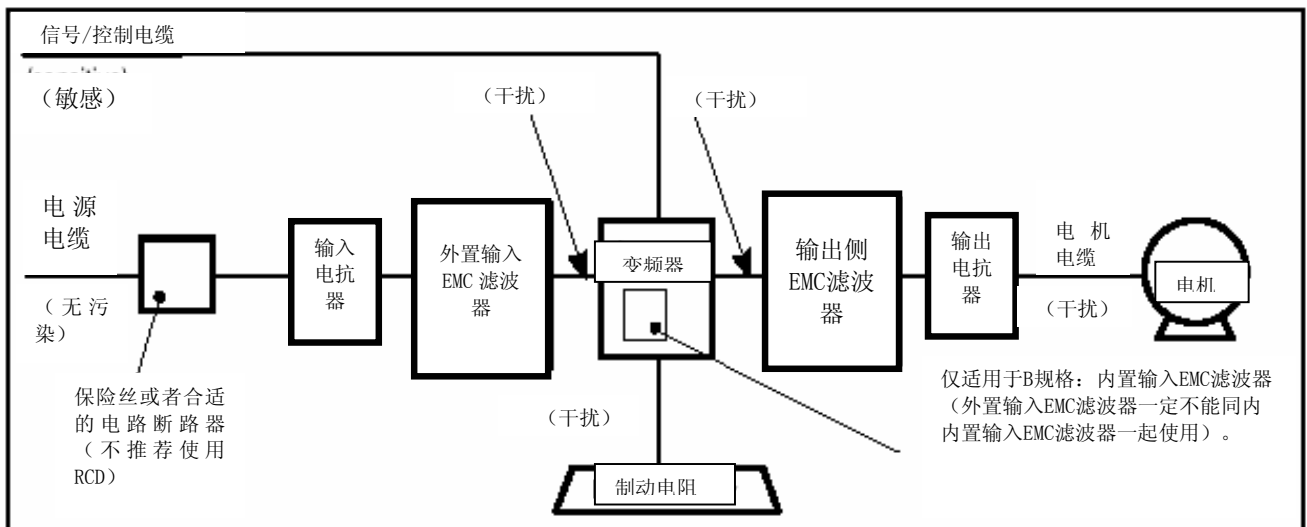 信号/控制电缆
（敏感）
（干扰）
（干扰）
电 源
电缆
（无污
染）
输入
电抗
器
外置输入
EMC 滤波
器
变频器
输出侧
EMC滤波
器
输出
电抗
器
电 机
电缆
（干扰）
电机
保险丝或者合适
的电路断路器
（不推荐使用
RCD）
（干扰）
制动电阻
仅适用于B规格：内置输入EMC滤波器
（外置输入EMC滤波器一定不能同内
内置输入EMC滤波器一起使用）。